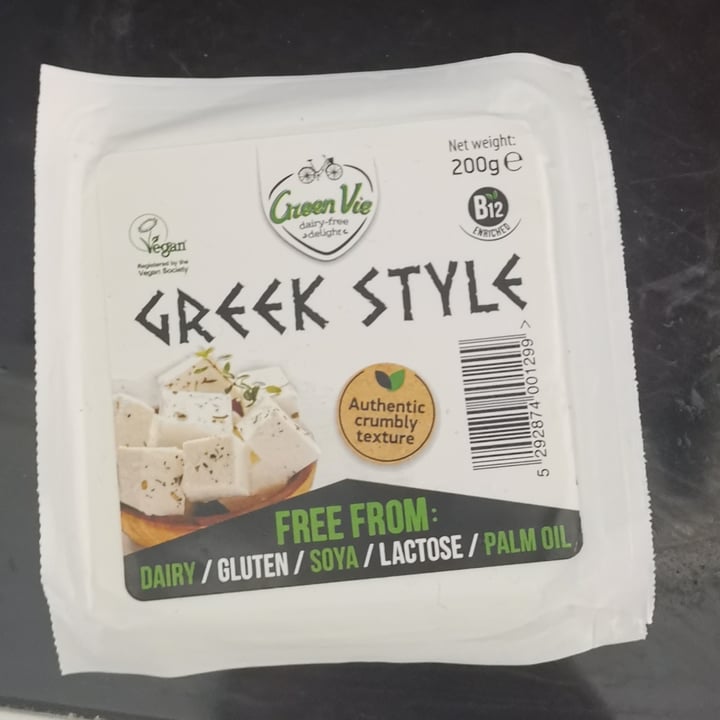 Net weight:
200g ℮
Green Vie
dairy-free
delight
B12
ENRICHED
Vegan
Registered by the
Vegan Society
GREEK STYLE
Authentic
crumbly
texture
5 292874 001299 >
FREE FROM:
DAIRY / GLUTEN / SOYA / LACTOSE / PALM OIL